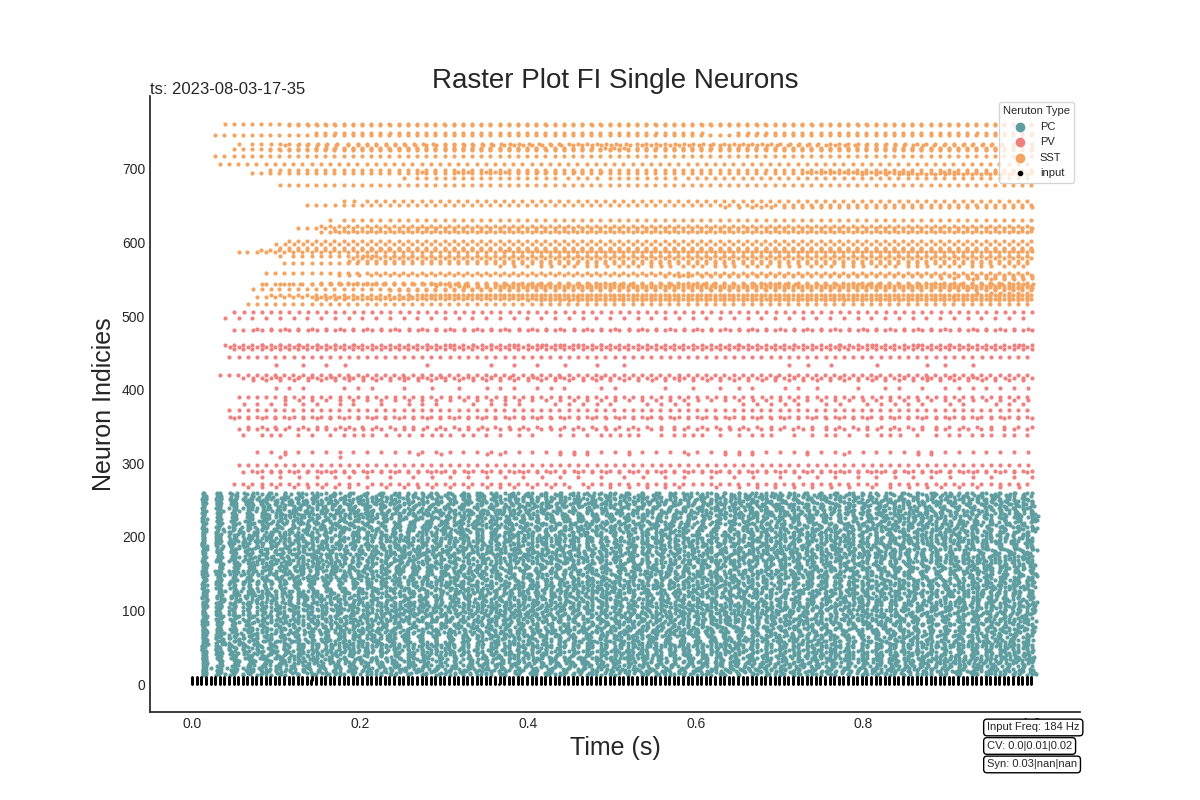 Raster Plot FI Single Neurons
ts: 2023-08-03-17-35
Neruton Type
PC
PV
SST
input
Neuron Indicies
700
600
500
400
300
200
100
0
0.0 0.2 0.4 0.6 0.8
Time (s)
Input Freq: 184 Hz
CV: 0.0|0.01|0.02
Syn: 0.03|nan|nan